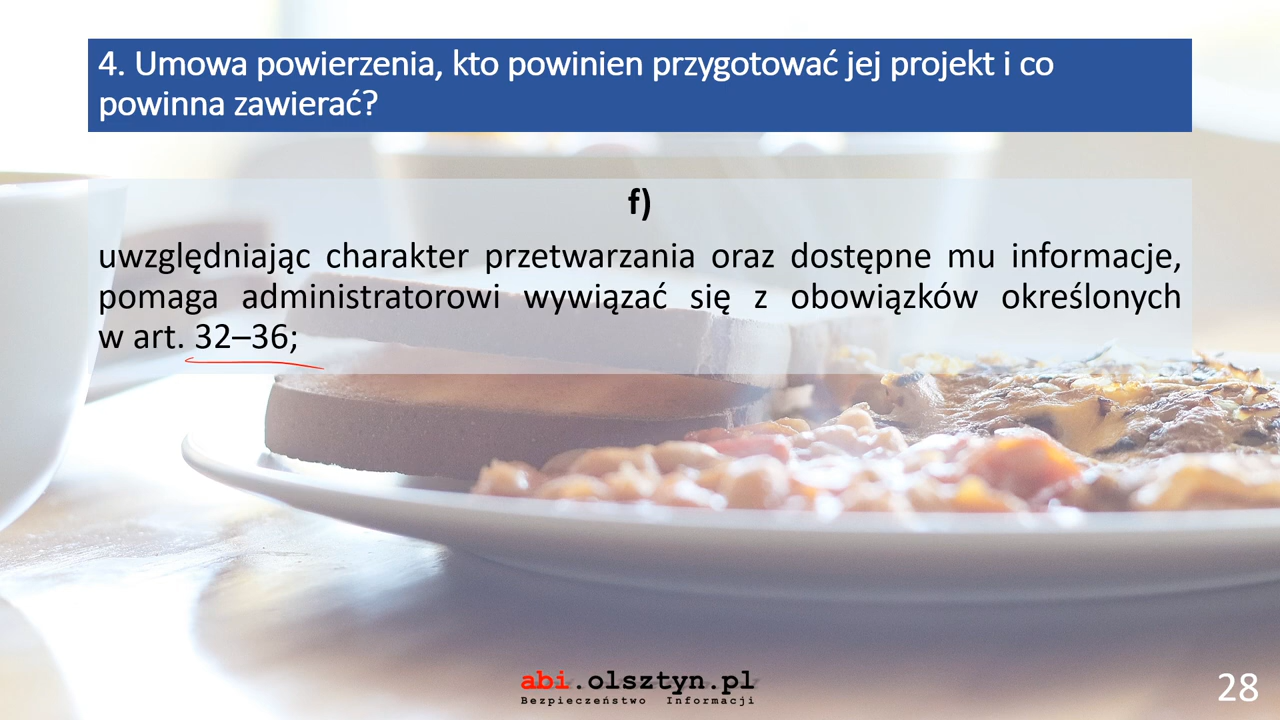 4. Umowa powierzenia, kto powinien przygotować jej projekt i co
powinna zawierać?
f)
uwzględniając charakter przetwarzania oraz dostępne mu informacje,
pomaga administratorowi wywiązać się z obowiązków określonych
w art. 32–36;
abi.olsztyn.pl
Bezpieczeństwo Informacji
28